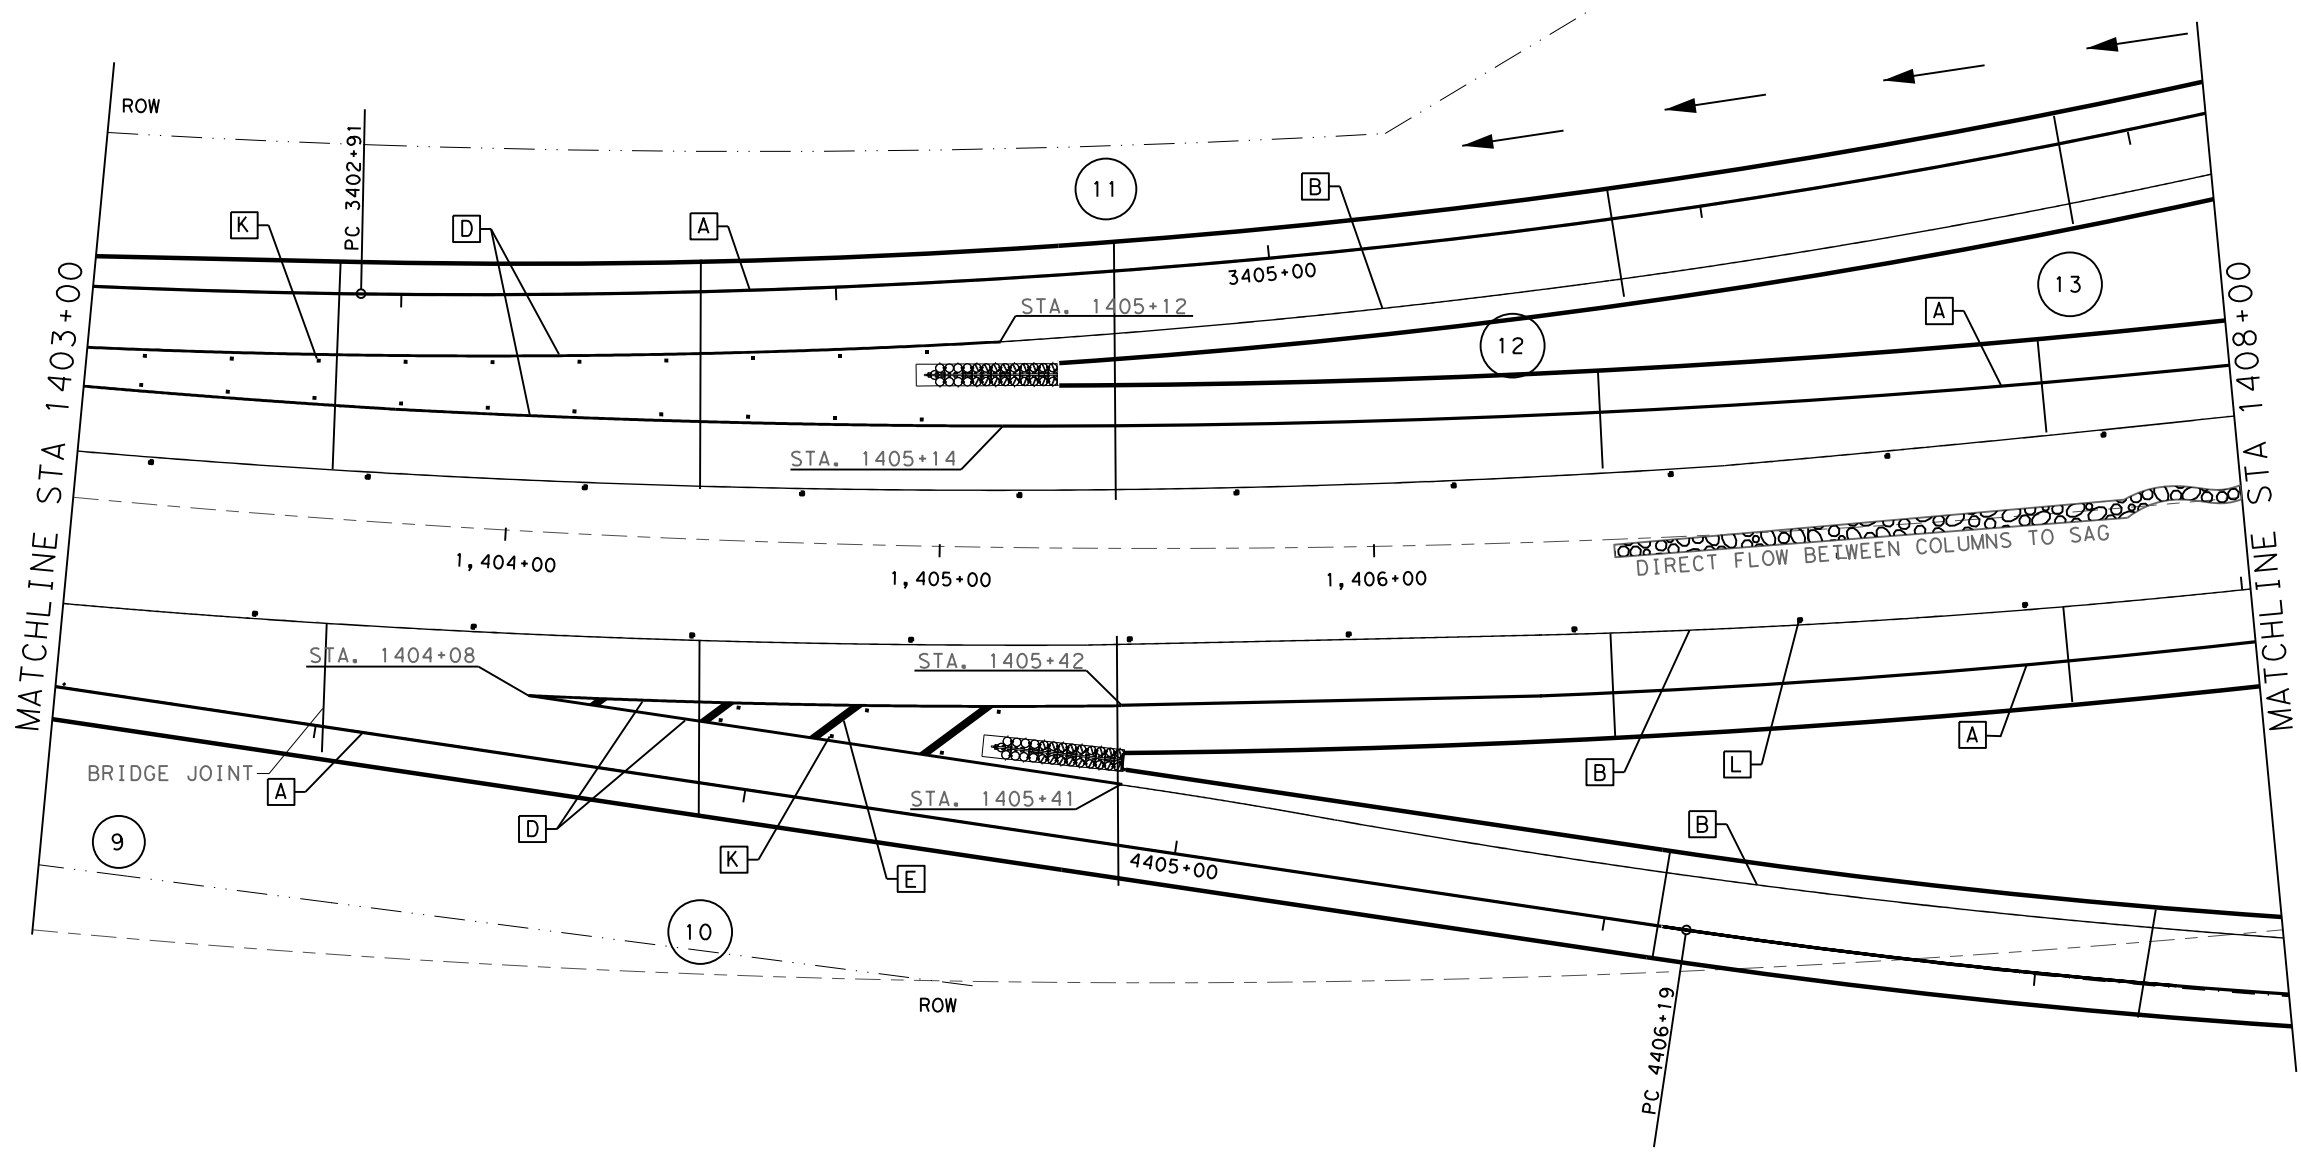 ROW
PC 3402+91
11
B
K
D
A
3405+00
13
STA. 1405+12
A
12
MATCHLINE STA 1403+00
MATCHLINE STA 1408+00
STA. 1405+14
DIRECT FLOW BETWEEN COLUMNS TO SAG
1,404+00
1,405+00
1,406+00
STA. 1404+08
STA. 1405+42
BRIDGE JOINT
A
STA. 1405+41
A
B
L
9
D
K
E
4405+00
B
10
ROW
PC 4406+19